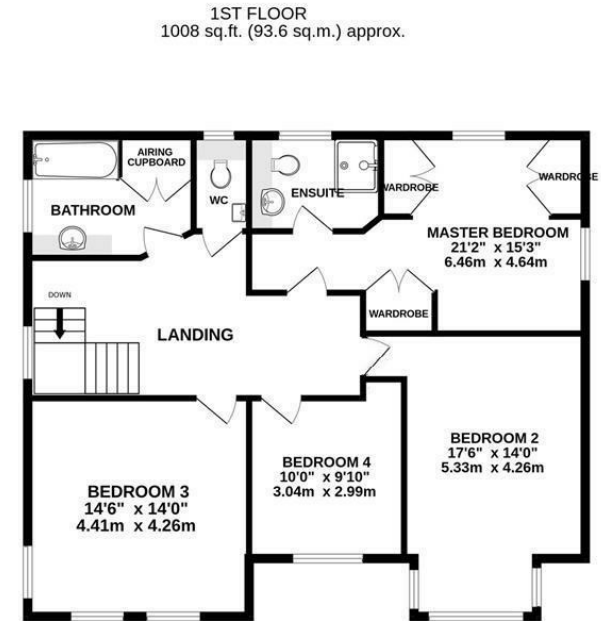 1ST FLOOR
1008 sq.ft. (93.6 sq.m.) approx.
AIRING
CUPBOARD
BATHROOM
WC
ENSUITE
WARDROBE
WARDROBE
MASTER BEDROOM
21'2" x 15'3"
6.46m x 4.64m
WARDROBE
DOWN
LANDING
BEDROOM 2
17'6" x 14'0"
5.33m x 4.26m
BEDROOM 4
10'0" x 9'10"
3.04m x 2.99m
BEDROOM 3
14'6" x 14'0"
4.41m x 4.26m